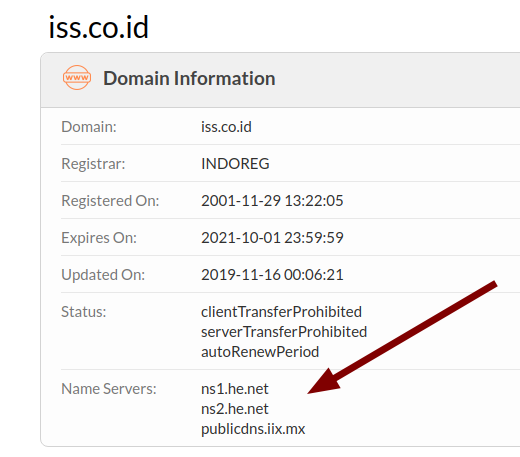 iss.co.id
www Domain Information
Domain: iss.co.id
Registrar: INDOREG
Registered On: 2001-11-29 13:22:05
Expires On: 2021-10-01 23:59:59
Updated On: 2019-11-16 00:06:21
Status: clientTransferProhibited
serverTransferProhibited
autoRenewPeriod
Name Servers: ns1.he.net
ns2.he.net
publicdns.iix.mx